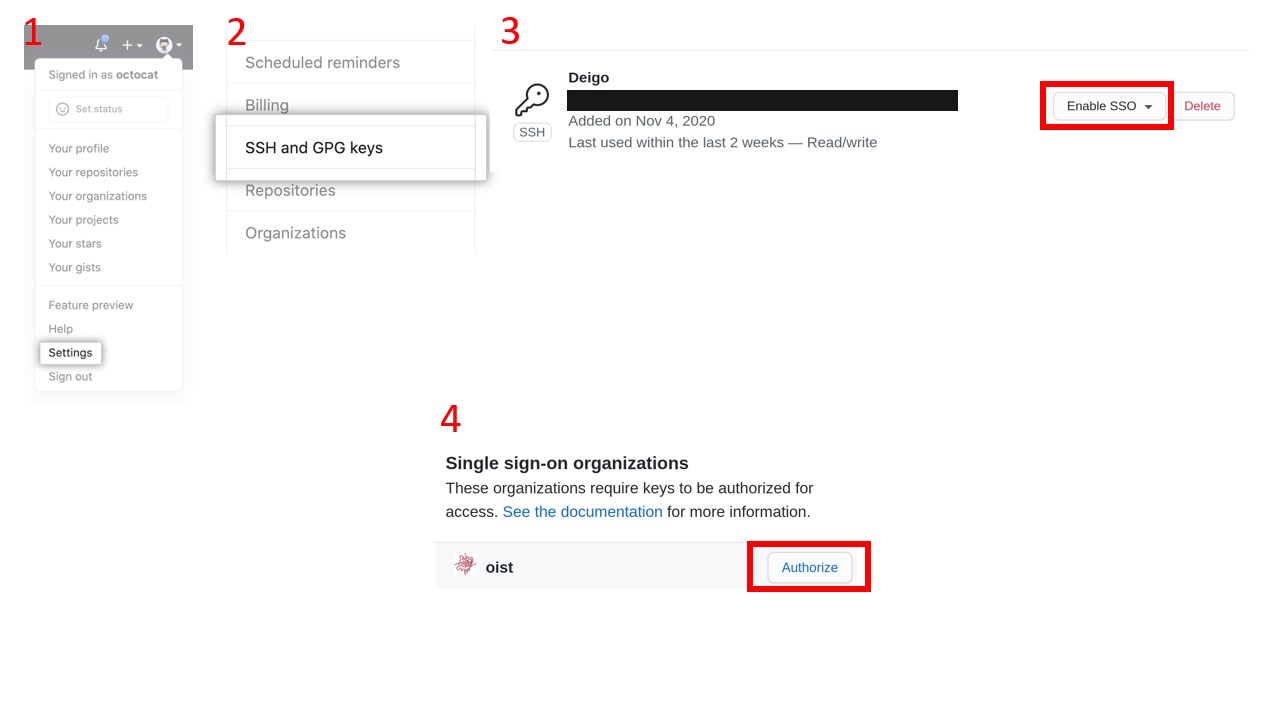 1
Signed in as octocat
Set status
Your profile
Your repositories
Your organizations
Your projects
Your stars
Your gists
Feature preview
Help
Settings
Sign out
2
Scheduled reminders
Billing
SSH and GPG keys
Repositories
Organizations
3
Deigo
SSH
Added on Nov 4, 2020
Last used within the last 2 weeks — Read/write
Enable SSO
Delete
4
Single sign-on organizations
These organizations require keys to be authorized for
access. See the documentation for more information.
oist
Authorize